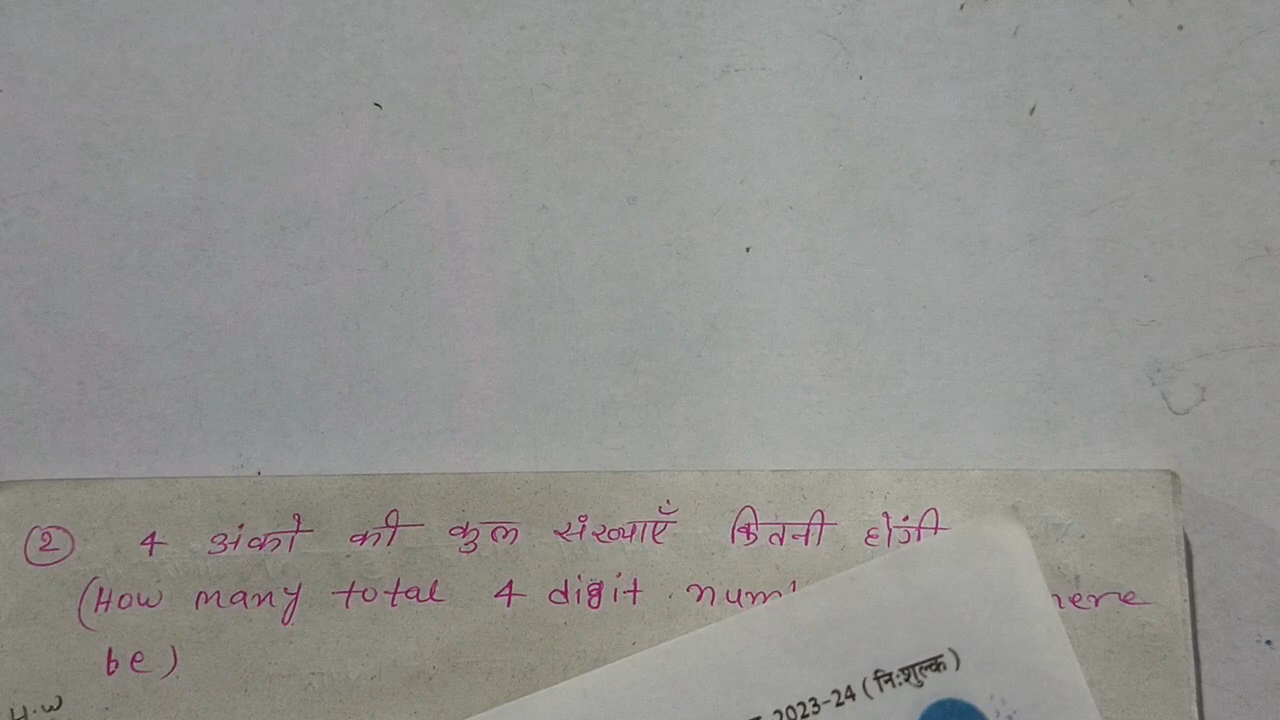 ② 4 अंको की कुल संख्याएँ कितनी होगीं
(How many total 4 digit
be)
H.W
2023-24 (नि:शुल्क)